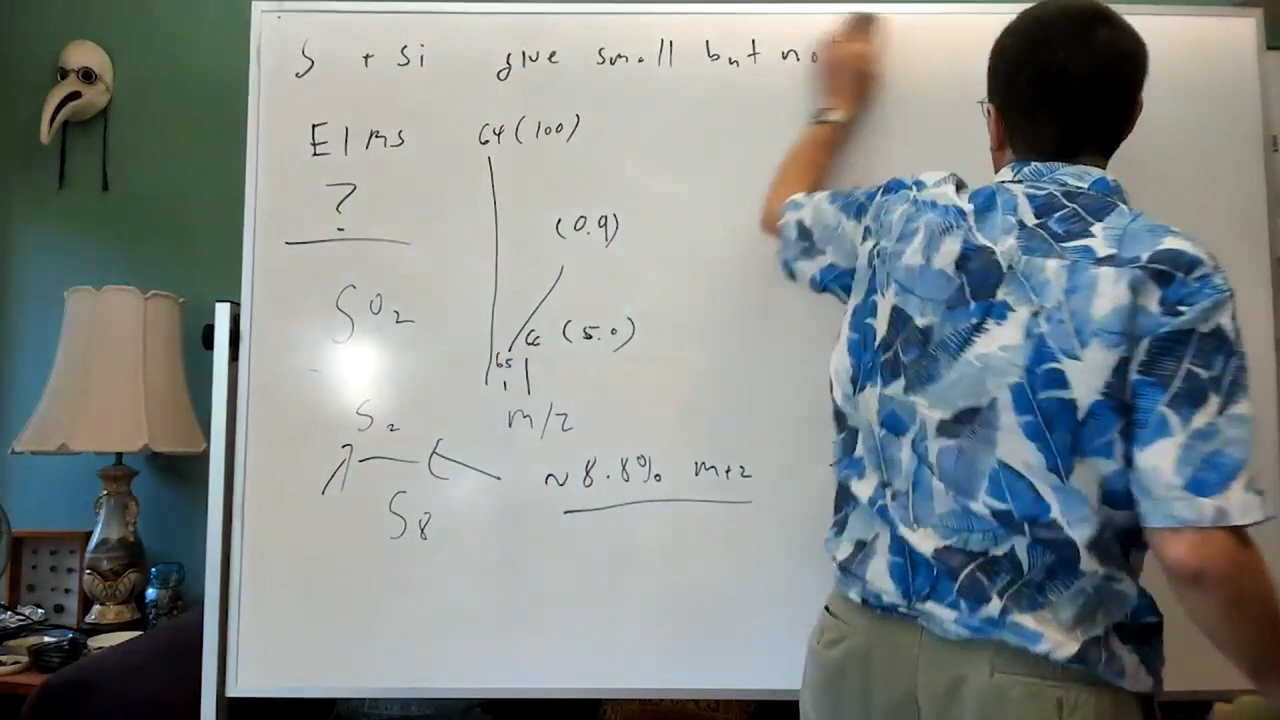 S + Si give small but no
EIMS
?
64 (100)
(0.9)
65
66 (5.0)
m/z
SO2
S2
S8
~8.8% M+2